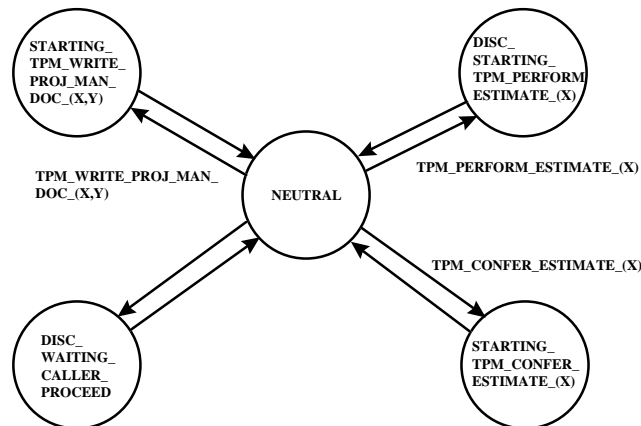 STARTING_
TPM_WRITE_
PROJ_MAN_
DOC_(X,Y)
DISC_
STARTING_
TPM_PERFORM
ESTIMATE_(X)
TPM_WRITE_PROJ_MAN_
DOC_(X,Y)
TPM_PERFORM_ESTIMATE_(X)
NEUTRAL
TPM_CONFER_ESTIMATE_(X)
DISC_
WAITING_
CALLER_
PROCEED
STARTING_
TPM_CONFER_
ESTIMATE_(X)